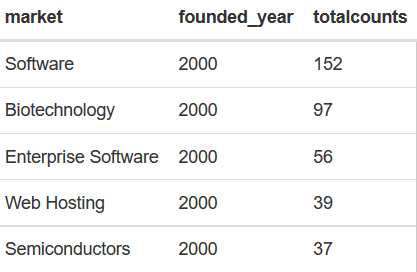 market founded_year totalcounts
Software 2000 152
Biotechnology 2000 97
Enterprise Software 2000 56
Web Hosting 2000 39
Semiconductors 2000 37